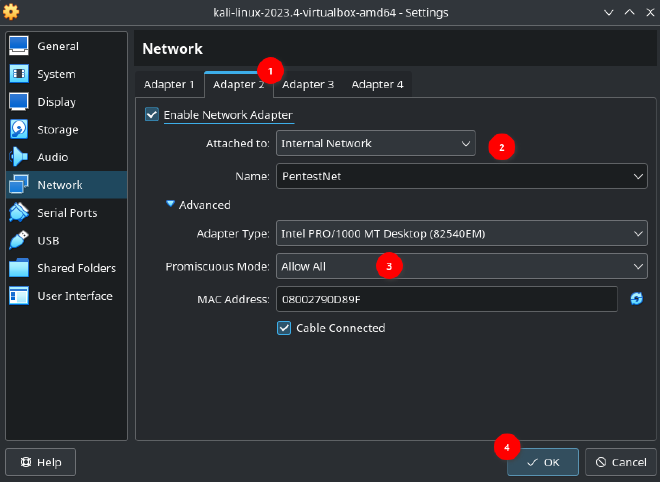 kali-linux-2023.4-virtualbox-amd64 - Settings
General
System
Display
Storage
Audio
Network
Serial Ports
USB
Shared Folders
User Interface
Network
1
Adapter 1 Adapter 2 Adapter 3 Adapter 4
Enable Network Adapter
Attached to: Internal Network
2
Name: PentestNet
Advanced
Adapter Type: Intel PRO/1000 MT Desktop (82540EM)
Promiscuous Mode: Allow All
3
MAC Address: 08002790D89F
Cable Connected
4
Help OK Cancel